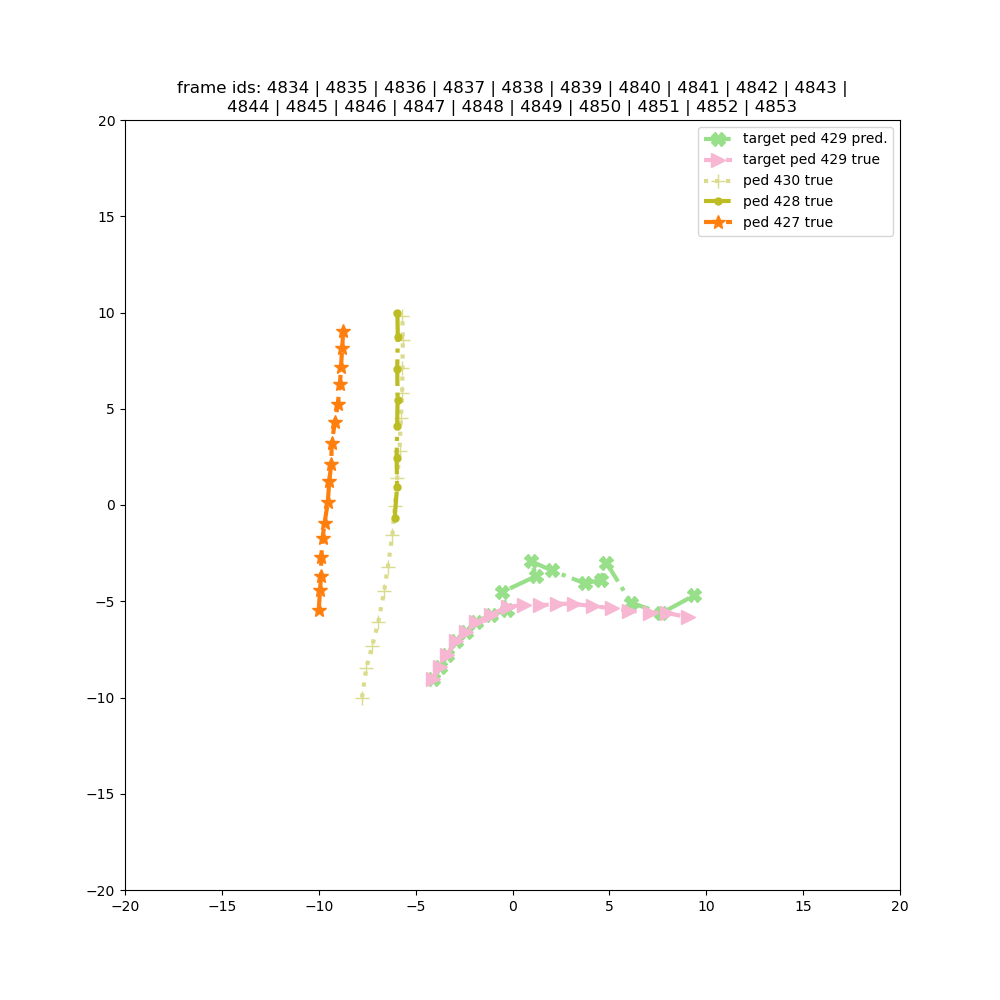 frame ids: 4834 | 4835 | 4836 | 4837 | 4838 | 4839 | 4840 | 4841 | 4842 | 4843 |
4844 | 4845 | 4846 | 4847 | 4848 | 4849 | 4850 | 4851 | 4852 | 4853
target ped 429 pred.
target ped 429 true
ped 430 true
ped 428 true
ped 427 true
20
15
10
5
0
−5
−10
−15
−20
−20 −15 −10 −5 0 5 10 15 20